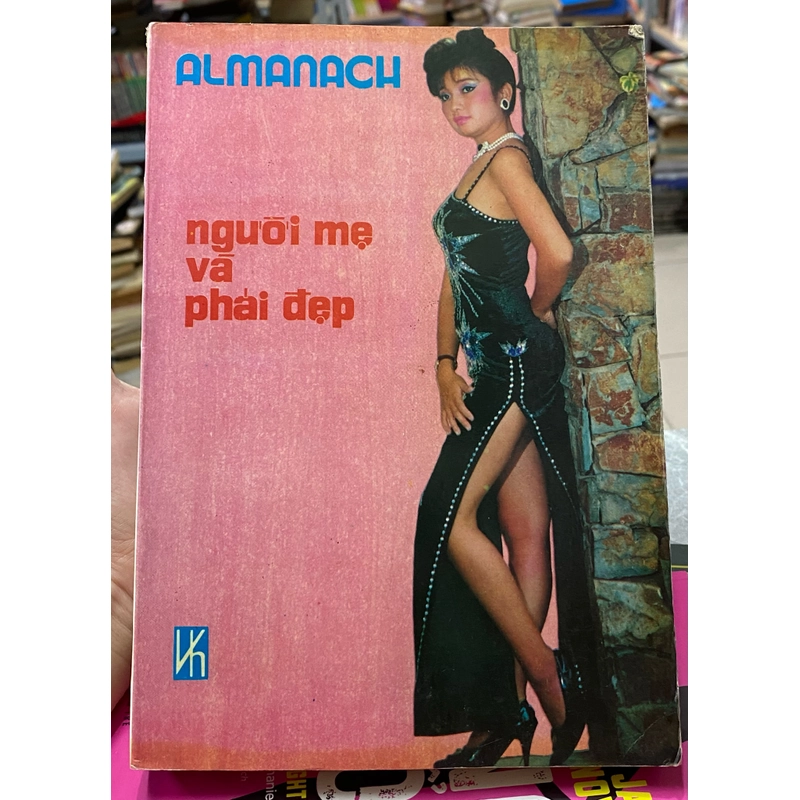 ALMANACH
người mẹ
và
phái đẹp
Vh